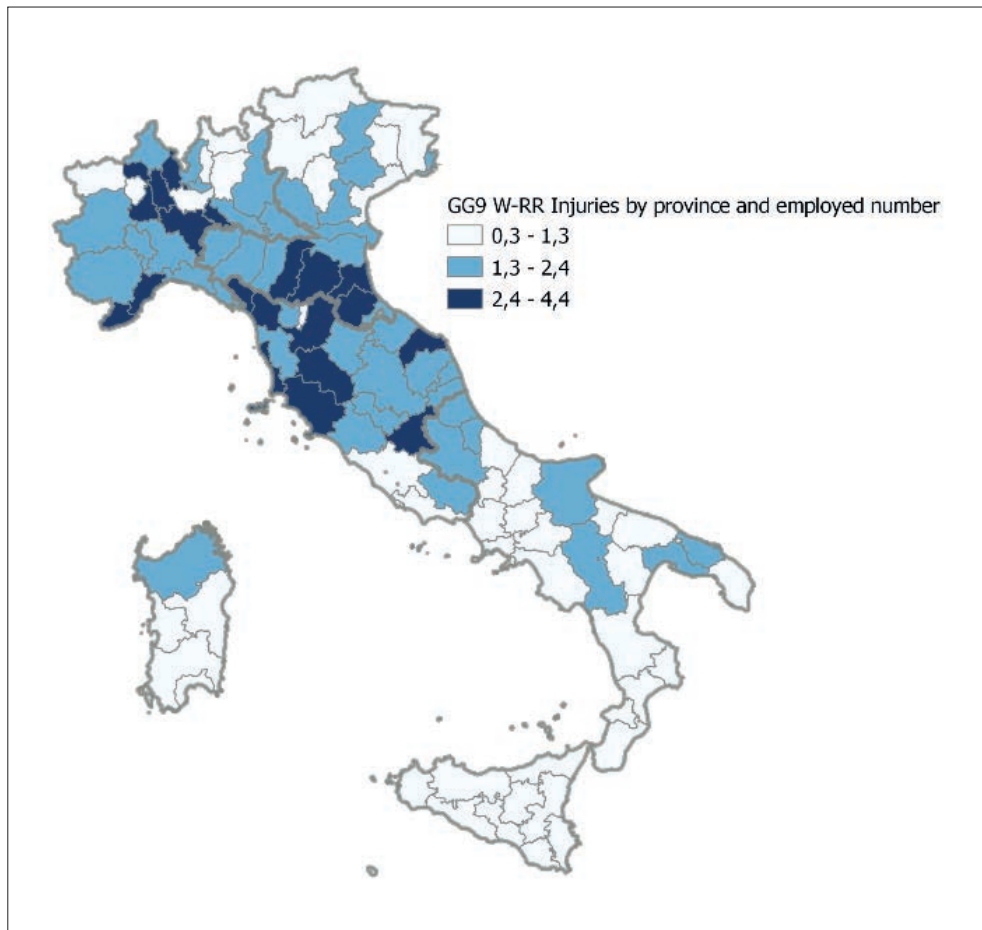 GG9 W-RR Injuries by province and employed number
0,3 - 1,3
1,3 - 2,4
2,4 - 4,4